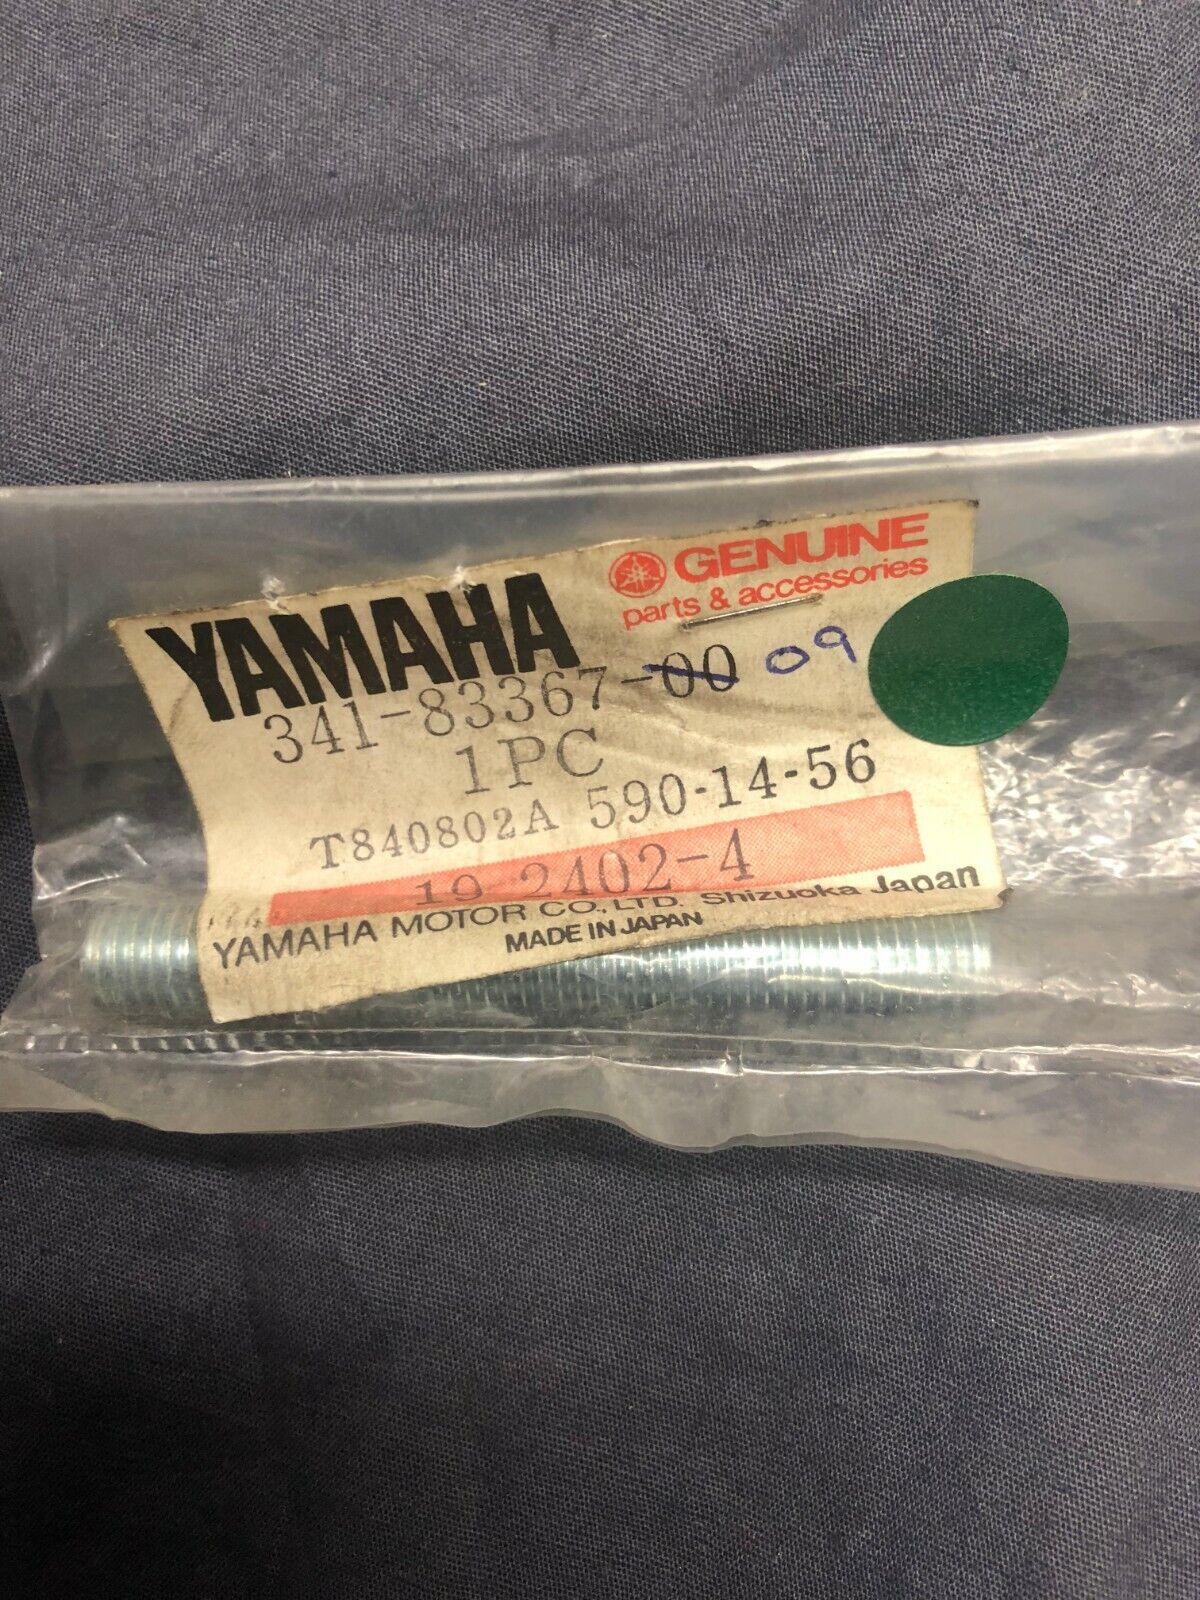 YAMAHA
GENUINE
parts & accessories
341-83367-00 09
1PC
T840802A 590-14-56
19 2402-4
YAMAHA MOTOR CO., LTD. Shizuoka Japan
MADE IN JAPAN